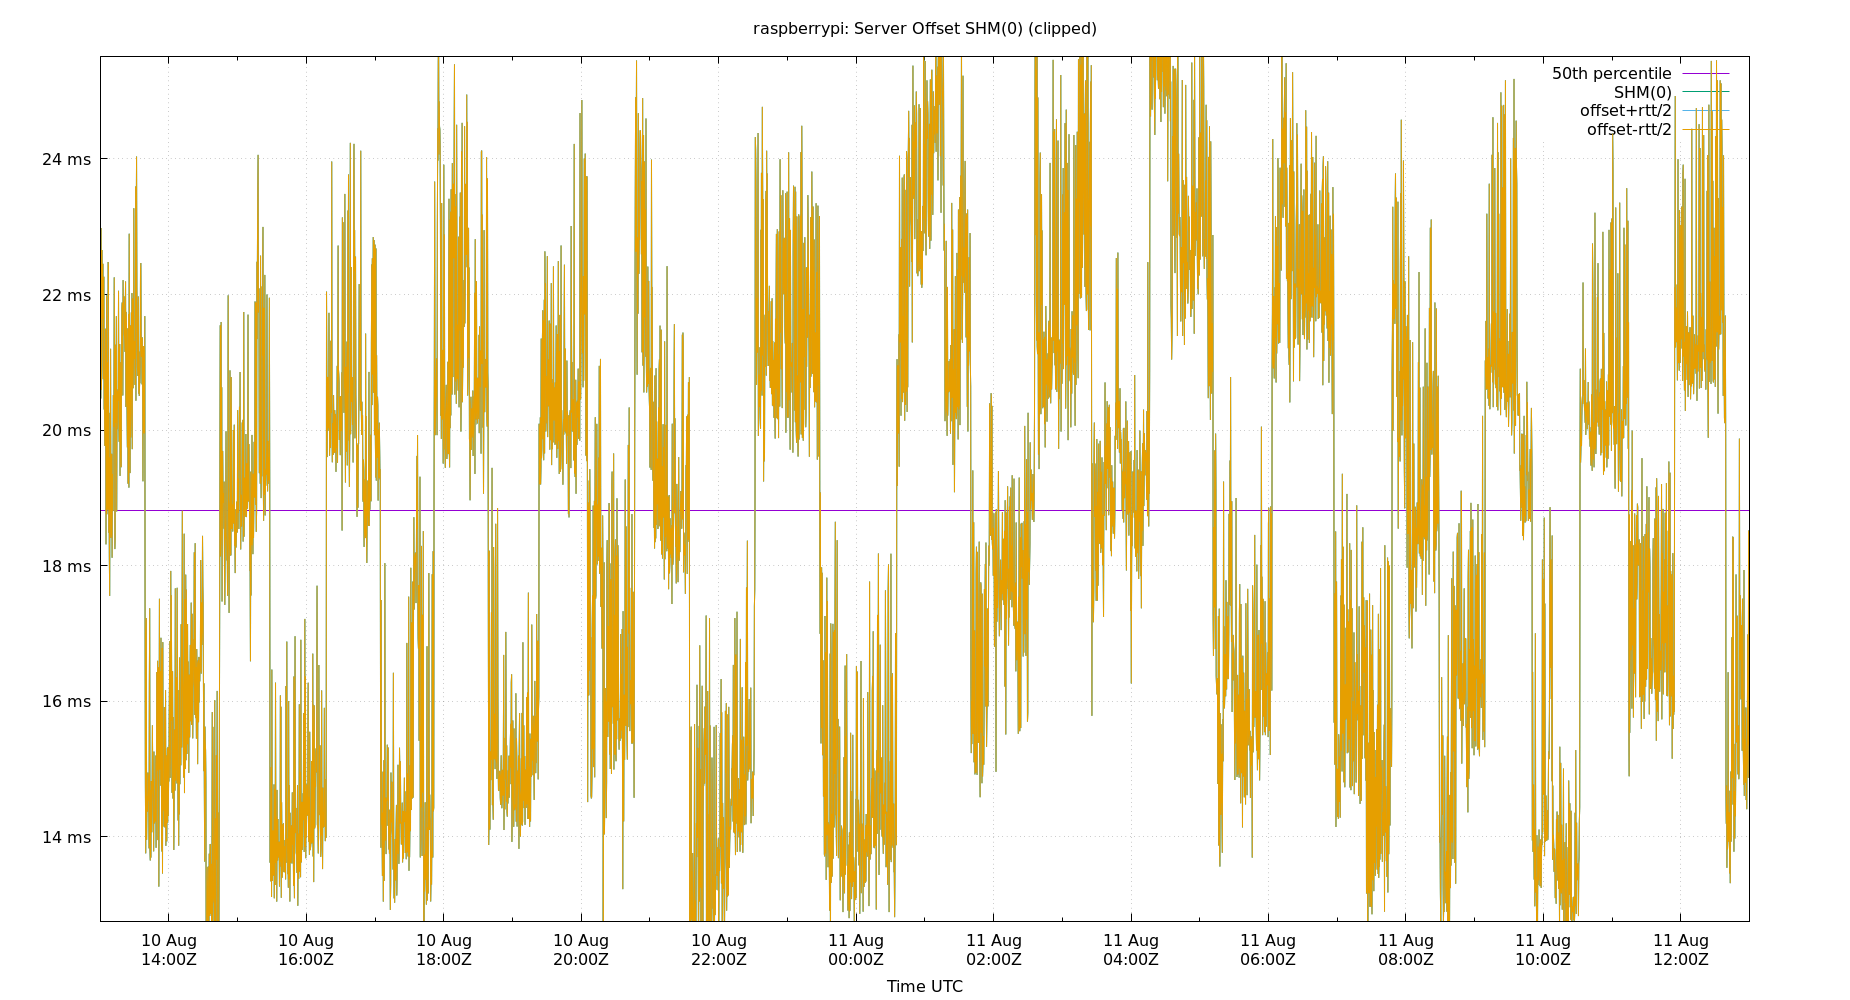 raspberrypi: Server Offset SHM(0) (clipped)
50th percentile
SHM(0)
offset+rtt/2
offset-rtt/2
24 ms
22 ms
20 ms
18 ms
16 ms
14 ms
10 Aug 10 Aug 10 Aug 10 Aug 10 Aug 11 Aug 11 Aug 11 Aug 11 Aug 11 Aug 11 Aug 11 Aug
14:00Z 16:00Z 18:00Z 20:00Z 22:00Z 00:00Z 02:00Z 04:00Z 06:00Z 08:00Z 10:00Z 12:00Z
Time UTC